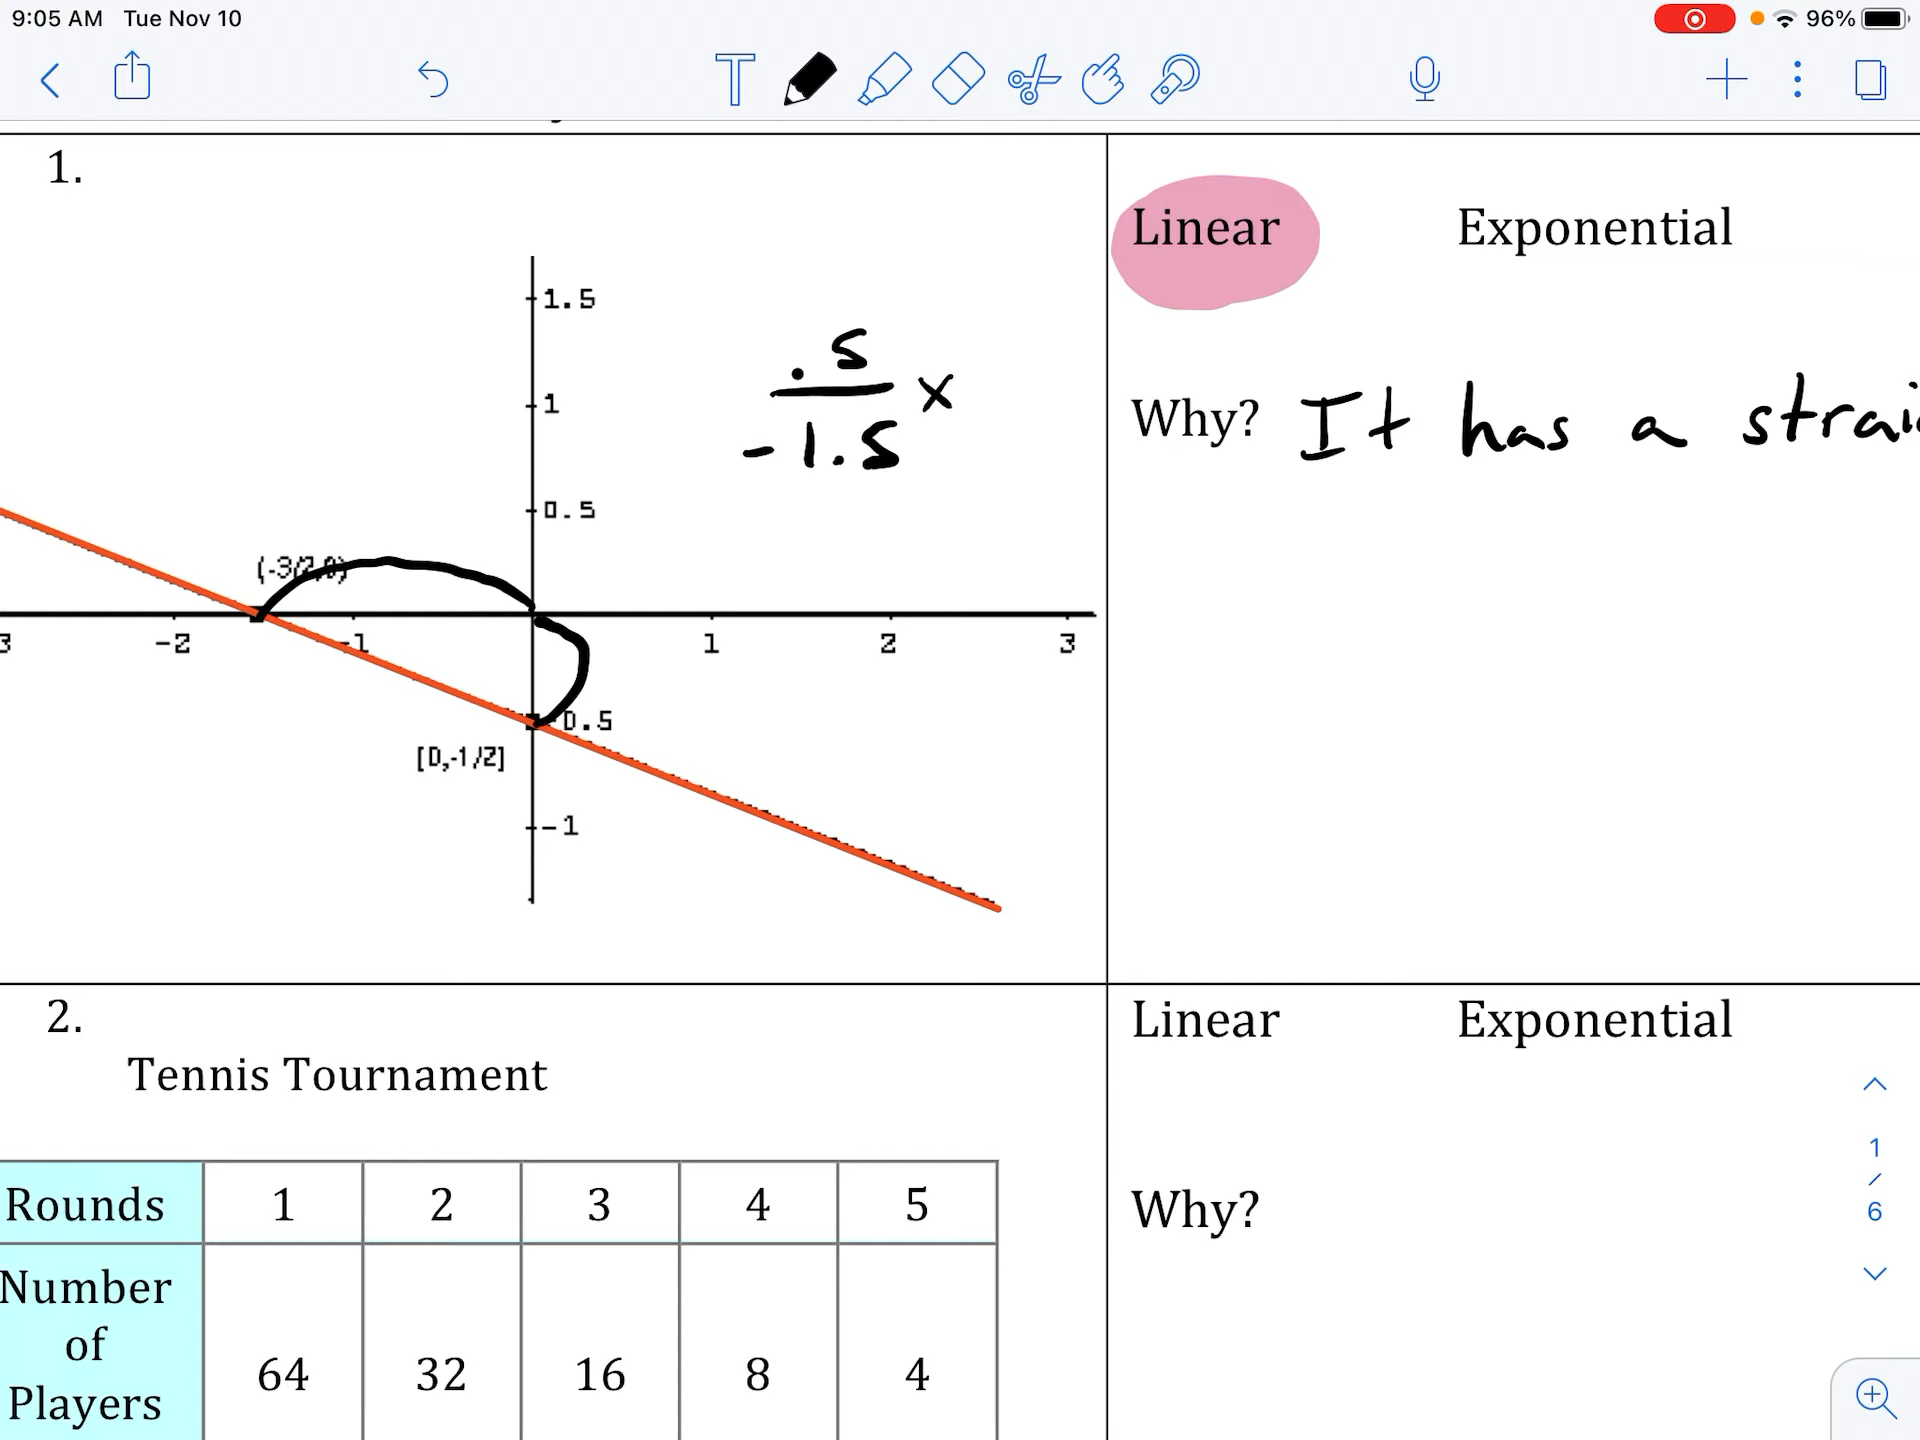 9:05 AM Tue Nov 10
96%
1.
Linear Exponential
1.5
.5
1
x
-1.5
Why? It has a strai
0.5
(-3/2,0)
3 -2 -1 1 2 3
-0.5
[0,-1/2]
-1
2.
Linear Exponential
Tennis Tournament
1
/
6
Rounds 1 2 3 4 5
Why?
Number
of
Players 64 32 16 8 4